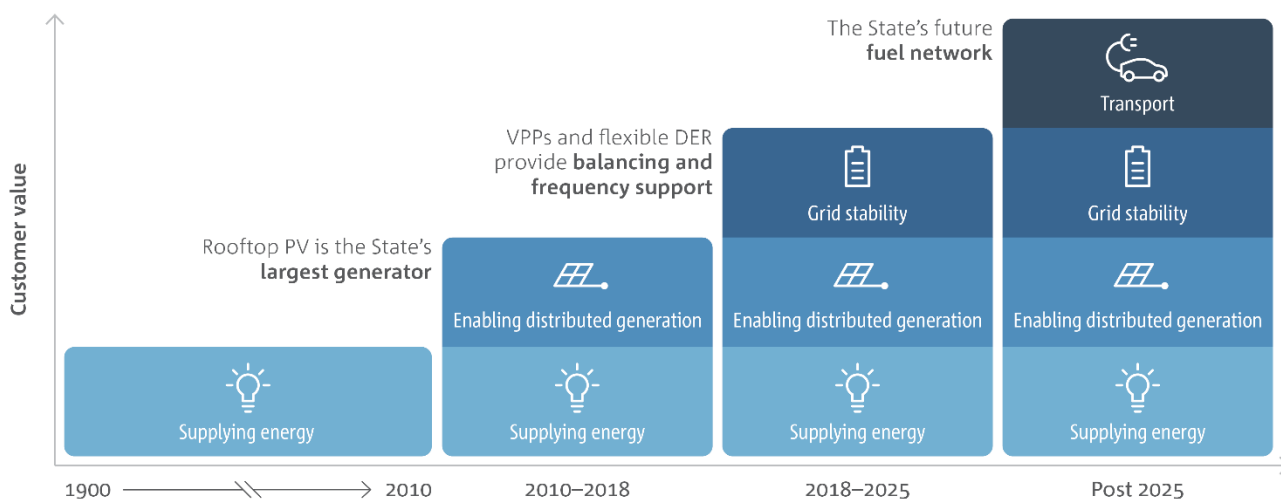 The State’s future
fuel network
Transport
VPPs and flexible DER
provide balancing and
frequency support
Grid stability
Grid stability
Rooftop PV is the State’s
largest generator
Enabling distributed generation
Enabling distributed generation
Enabling distributed generation
Supplying energy
Supplying energy
Supplying energy
Supplying energy
Customer value
1900
2010
2010–2018
2018–2025
Post 2025